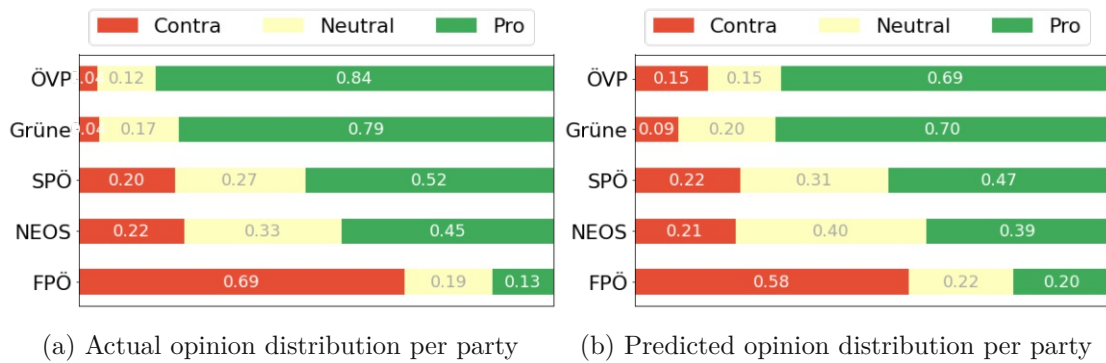 Contra Neutral Pro
ÖVP .04 0.12 0.84
Grüne 0.04 0.17 0.79
SPÖ 0.20 0.27 0.52
NEOS 0.22 0.33 0.45
FPÖ 0.69 0.19 0.13
(a) Actual opinion distribution per party
Contra Neutral Pro
ÖVP 0.15 0.15 0.69
Grüne 0.09 0.20 0.70
SPÖ 0.22 0.31 0.47
NEOS 0.21 0.40 0.39
FPÖ 0.58 0.22 0.20
(b) Predicted opinion distribution per party